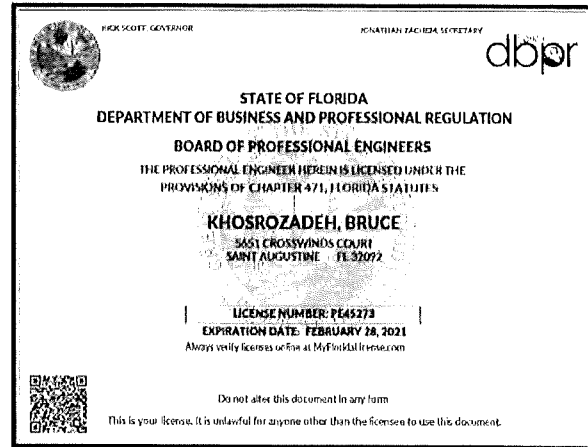 RICK SCOTT, GOVERNOR
JONATHAN ZACHEM, SECRETARY
dbpr
STATE OF FLORIDA
DEPARTMENT OF BUSINESS AND PROFESSIONAL REGULATION
BOARD OF PROFESSIONAL ENGINEERS
THE PROFESSIONAL ENGINEER HEREIN IS LICENSED UNDER THE
PROVISIONS OF CHAPTER 471, FLORIDA STATUTES
KHOSROZADEH, BRUCE
5651 CROSSWINDS COURT
SAINT AUGUSTINE FL 32092
LICENSE NUMBER: PE45273
EXPIRATION DATE: FEBRUARY 28, 2021
Always verify licenses online at MyFloridaLicense.com
Do not alter this document in any form
This is your license. It is unlawful for anyone other than the licensee to use this document.